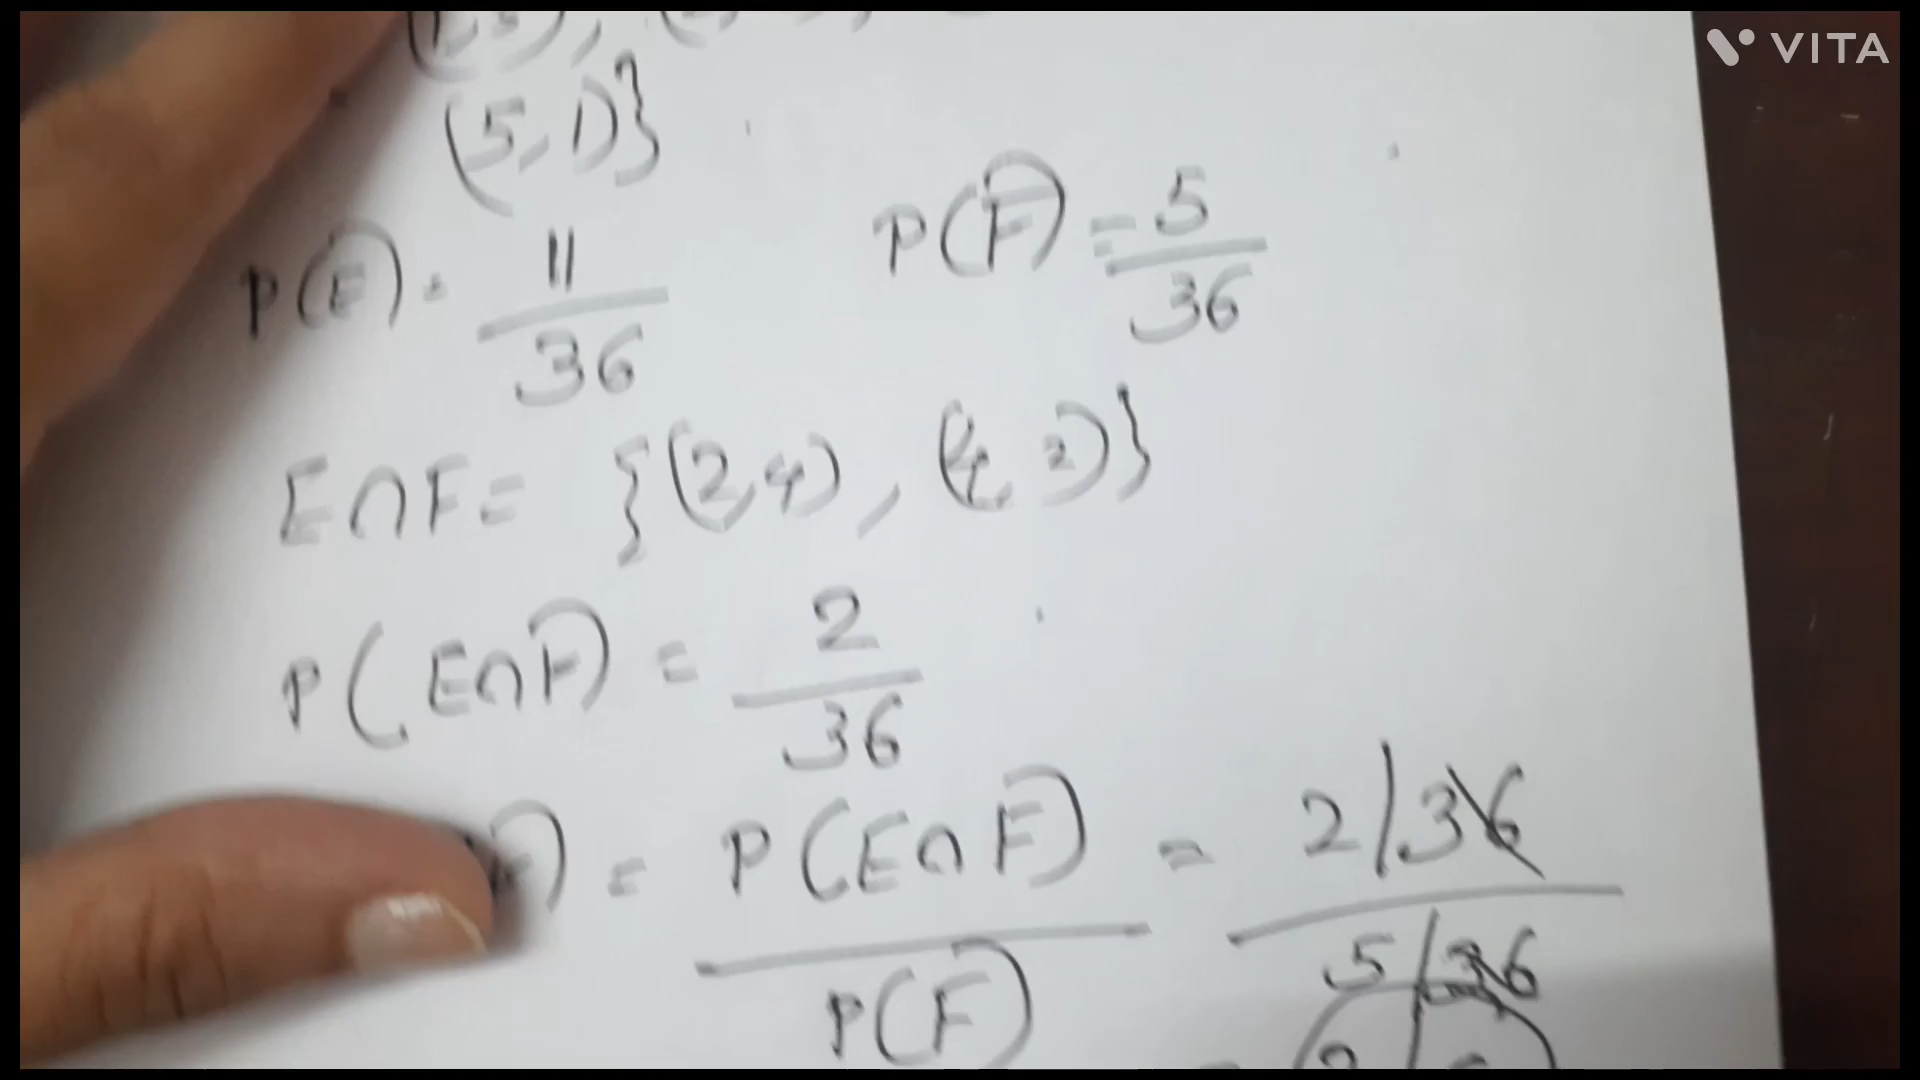 VITA
(5,1)}
P(E) = 11/36 P(F) = 5/36
E∩F = {(2,4), (4,2)}
P(E∩F) = 2/36
F) = P(E∩F)/P(F) = 2/36 / 5/36
=